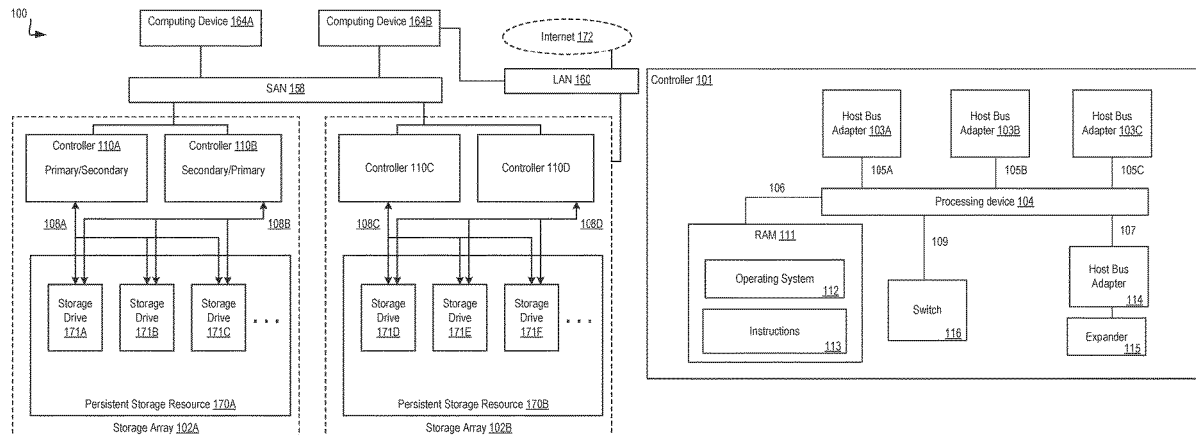 100
Computing Device 164A
Computing Device 164B
Internet 172
LAN 160
SAN 158
Controller 110A
Primary/Secondary
Controller 110B
Secondary/Primary
Controller 110C
Controller 110D
108A
108B
108C
108D
Storage
Drive
171A
Storage
Drive
171B
Storage
Drive
171C
. . .
Storage
Drive
171D
Storage
Drive
171E
Storage
Drive
171F
. . .
Persistent Storage Resource 170A
Persistent Storage Resource 170B
Storage Array 102A
Storage Array 102B
Controller 101
Host Bus
Adapter 103A
Host Bus
Adapter 103B
Host Bus
Adapter 103C
105A
105B
105C
106
Processing device 104
RAM 111
109
107
Operating System
112
Instructions
113
Switch
116
Host Bus
Adapter
114
Expander
115